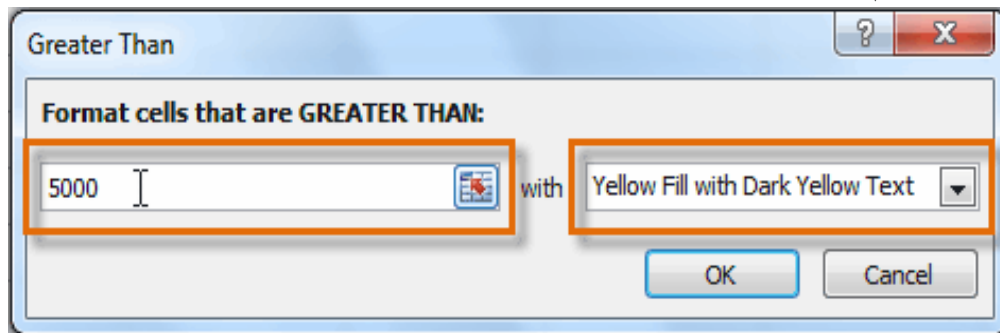 Greater Than
Format cells that are GREATER THAN:
5000 with Yellow Fill with Dark Yellow Text
OK Cancel